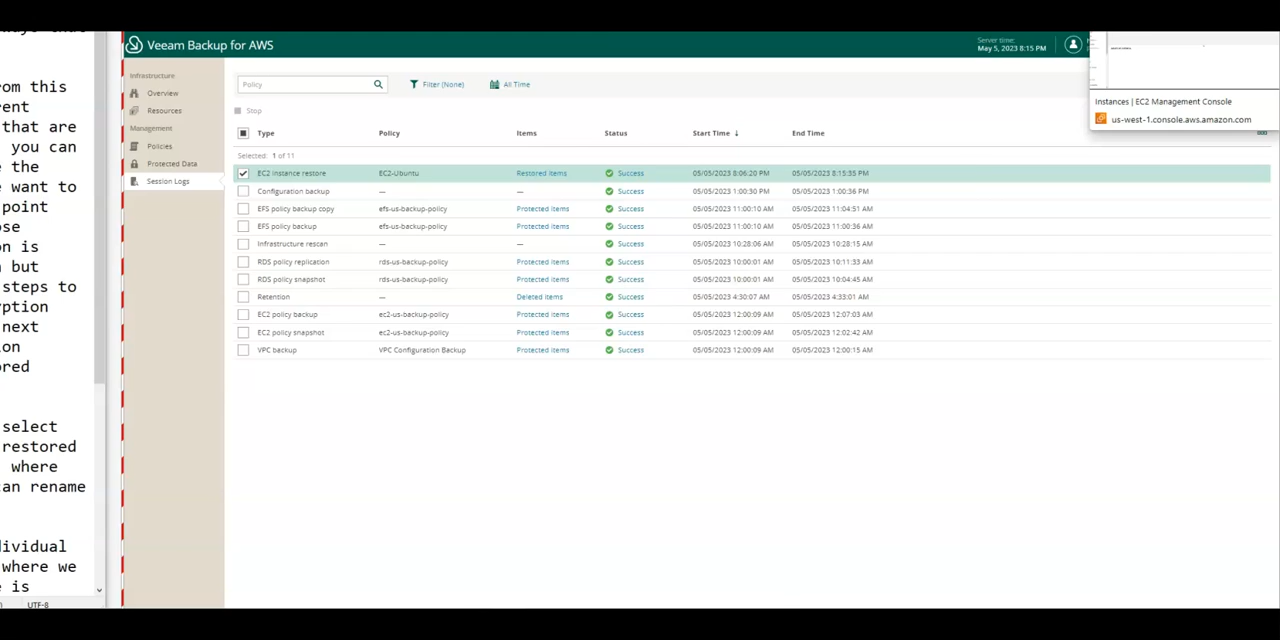 ways that
om this
rent
that are
you can
e the
e want to
point
ose
on is
n but
steps to
yption
next
ion
ored
select
restored
where
can rename
dividual
where we
e is
UTF-8
Veeam Backup for AWS
Server time:
May 5, 2023 8:15 PM
Instances | EC2 Management Console
us-west-1.console.aws.amazon.com
Infrastructure
Overview
Resources
Management
Policies
Protected Data
Session Logs
Policy
Filter (None)
All Time
Stop
Type Policy Items Status Start Time ↓ End Time
Selected: 1 of 11
EC2 instance restore EC2-Ubuntu Restored items Success 05/05/2023 8:06:20 PM 05/05/2023 8:15:35 PM
Configuration backup — — Success 05/05/2023 1:00:30 PM 05/05/2023 1:00:36 PM
EFS policy backup copy efs-us-backup-policy Protected items Success 05/05/2023 11:00:10 AM 05/05/2023 11:04:51 AM
EFS policy backup efs-us-backup-policy Protected items Success 05/05/2023 11:00:10 AM 05/05/2023 11:00:36 AM
Infrastructure rescan — — Success 05/05/2023 10:28:06 AM 05/05/2023 10:28:15 AM
RDS policy replication rds-us-backup-policy Protected items Success 05/05/2023 10:00:01 AM 05/05/2023 10:11:33 AM
RDS policy snapshot rds-us-backup-policy Protected items Success 05/05/2023 10:00:01 AM 05/05/2023 10:04:45 AM
Retention — Deleted items Success 05/05/2023 4:30:07 AM 05/05/2023 4:33:01 AM
EC2 policy backup ec2-us-backup-policy Protected items Success 05/05/2023 12:00:09 AM 05/05/2023 12:07:03 AM
EC2 policy snapshot ec2-us-backup-policy Protected items Success 05/05/2023 12:00:09 AM 05/05/2023 12:02:42 AM
VPC backup VPC Configuration Backup Protected items Success 05/05/2023 12:00:09 AM 05/05/2023 12:00:15 AM